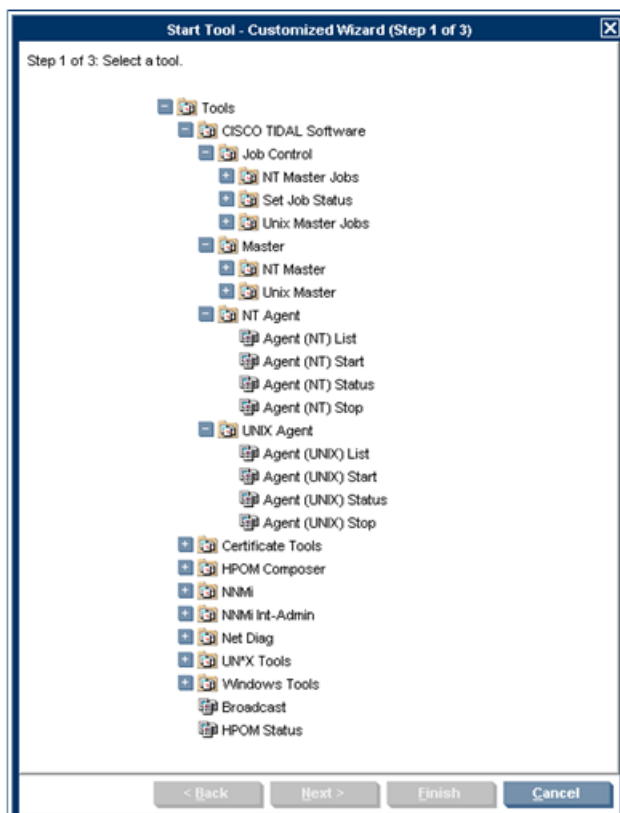 Start Tool - Customized Wizard (Step 1 of 3)
Step 1 of 3: Select a tool.
Tools
CISCO TIDAL Software
Job Control
NT Master Jobs
Set Job Status
Unix Master Jobs
Master
NT Master
Unix Master
NT Agent
Agent (NT) List
Agent (NT) Start
Agent (NT) Status
Agent (NT) Stop
UNIX Agent
Agent (UNIX) List
Agent (UNIX) Start
Agent (UNIX) Status
Agent (UNIX) Stop
Certificate Tools
HPOM Composer
NNMi
NNMi Int-Admin
Net Diag
UN*X Tools
Windows Tools
Broadcast
HPOM Status
< Back Next > Finish Cancel